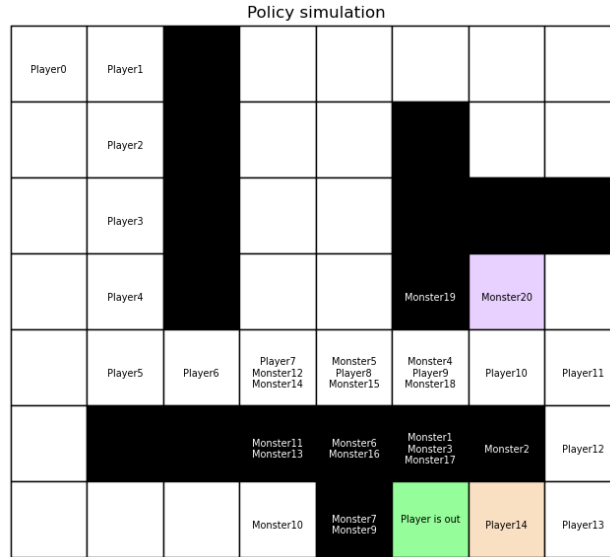 Policy simulation
Player0
Player1
Player2
Player3
Player4
Monster19
Monster20
Player5
Player6
Player7
Monster12
Monster14
Monster5
Player8
Monster15
Monster4
Player9
Monster18
Player10
Player11
Monster11
Monster13
Monster6
Monster16
Monster1
Monster3
Monster17
Monster2
Player12
Monster10
Monster7
Monster9
Player is out
Player14
Player13